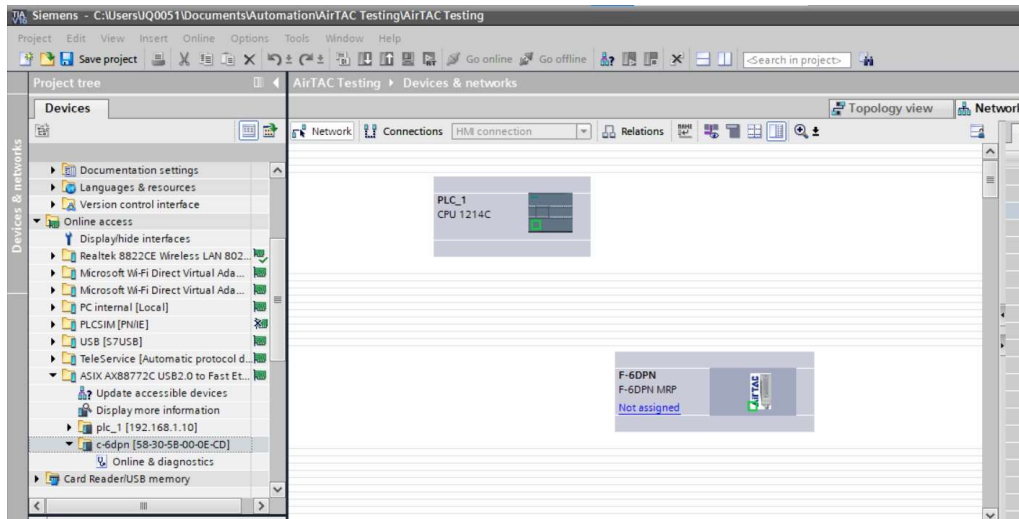 Siemens - C:\Users\JQ0051\Documents\Automation\AirTAC Testing\AirTAC Testing
Project Edit View Insert Online Options Tools Window Help
Save project Go online Go offline <Search in project>
Project tree
AirTAC Testing ▸ Devices & networks
Devices
Topology view Networ
Network Connections HMI connection Relations
Devices & networks
Documentation settings
Languages & resources
Version control interface
Online access
Display/hide interfaces
Realtek 8822CE Wireless LAN 802...
Microsoft Wi-Fi Direct Virtual Ada...
Microsoft Wi-Fi Direct Virtual Ada...
PC internal [Local]
PLCSIM [PN/IE]
USB [S7USB]
TeleService [Automatic protocol d...
ASIX AX88772C USB2.0 to Fast Et...
Update accessible devices
Display more information
plc_1 [192.168.1.10]
c-6dpn [58-30-5B-00-0E-CD]
Online & diagnostics
Card Reader/USB memory
PLC_1
CPU 1214C
F-6DPN
F-6DPN MRP
Not assigned
AirTAC